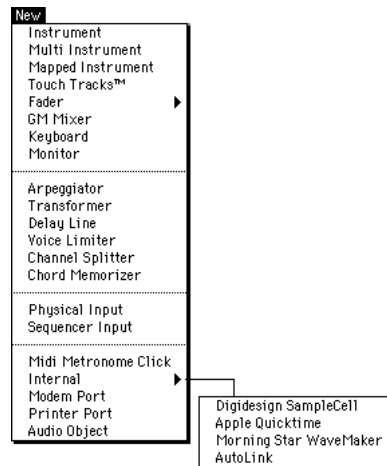 New
Instrument
Multi Instrument
Mapped Instrument
Touch Tracks™
Fader
GM Mixer
Keyboard
Monitor
Arpeggiator
Transformer
Delay Line
Voice Limiter
Channel Splitter
Chord Memorizer
Physical Input
Sequencer Input
Midi Metronome Click
Internal
Modem Port
Printer Port
Audio Object
Digidesign SampleCell
Apple Quicktime
Morning Star WaveMaker
AutoLink